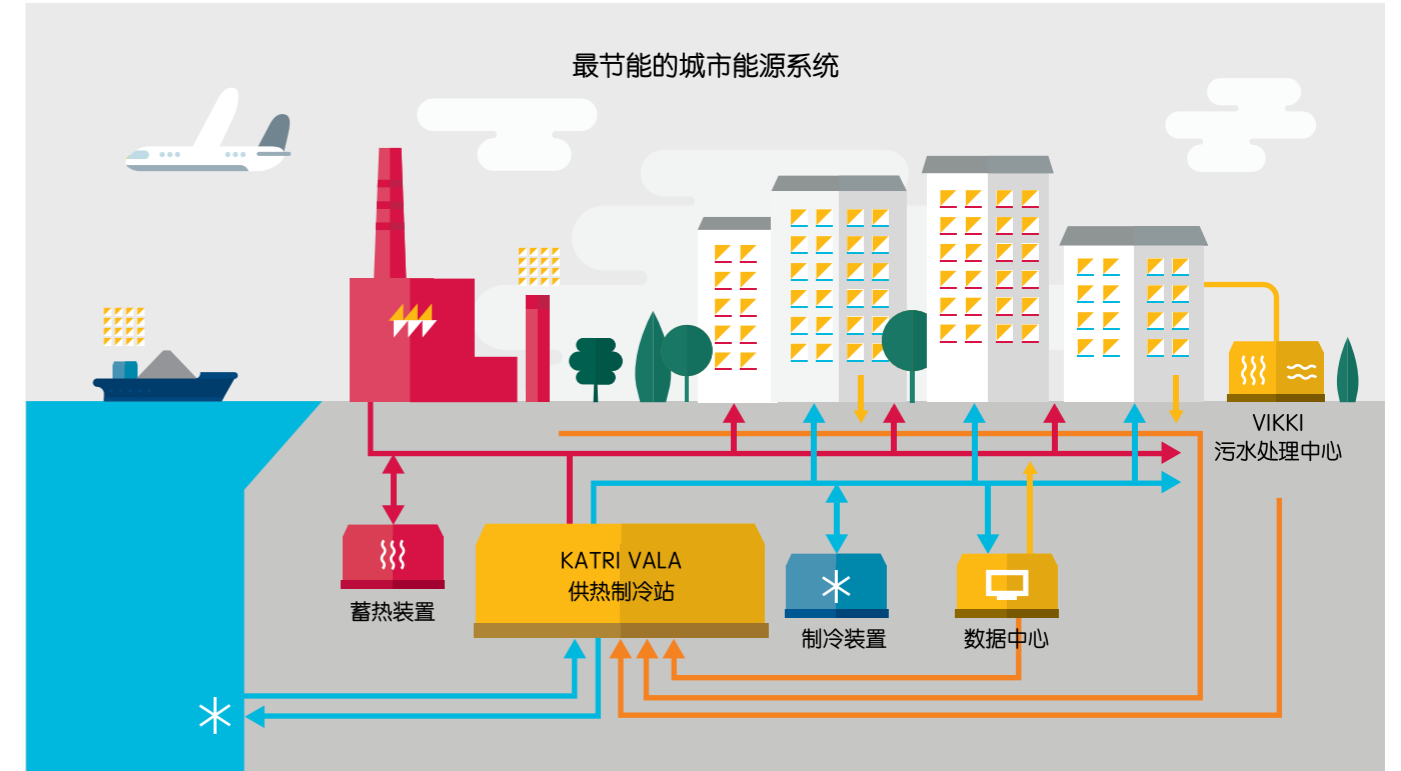 最节能的城市能源系统
VIKKI
污水处理中心
KATRI VALA
供热制冷站
蓄热装置
制冷装置
数据中心